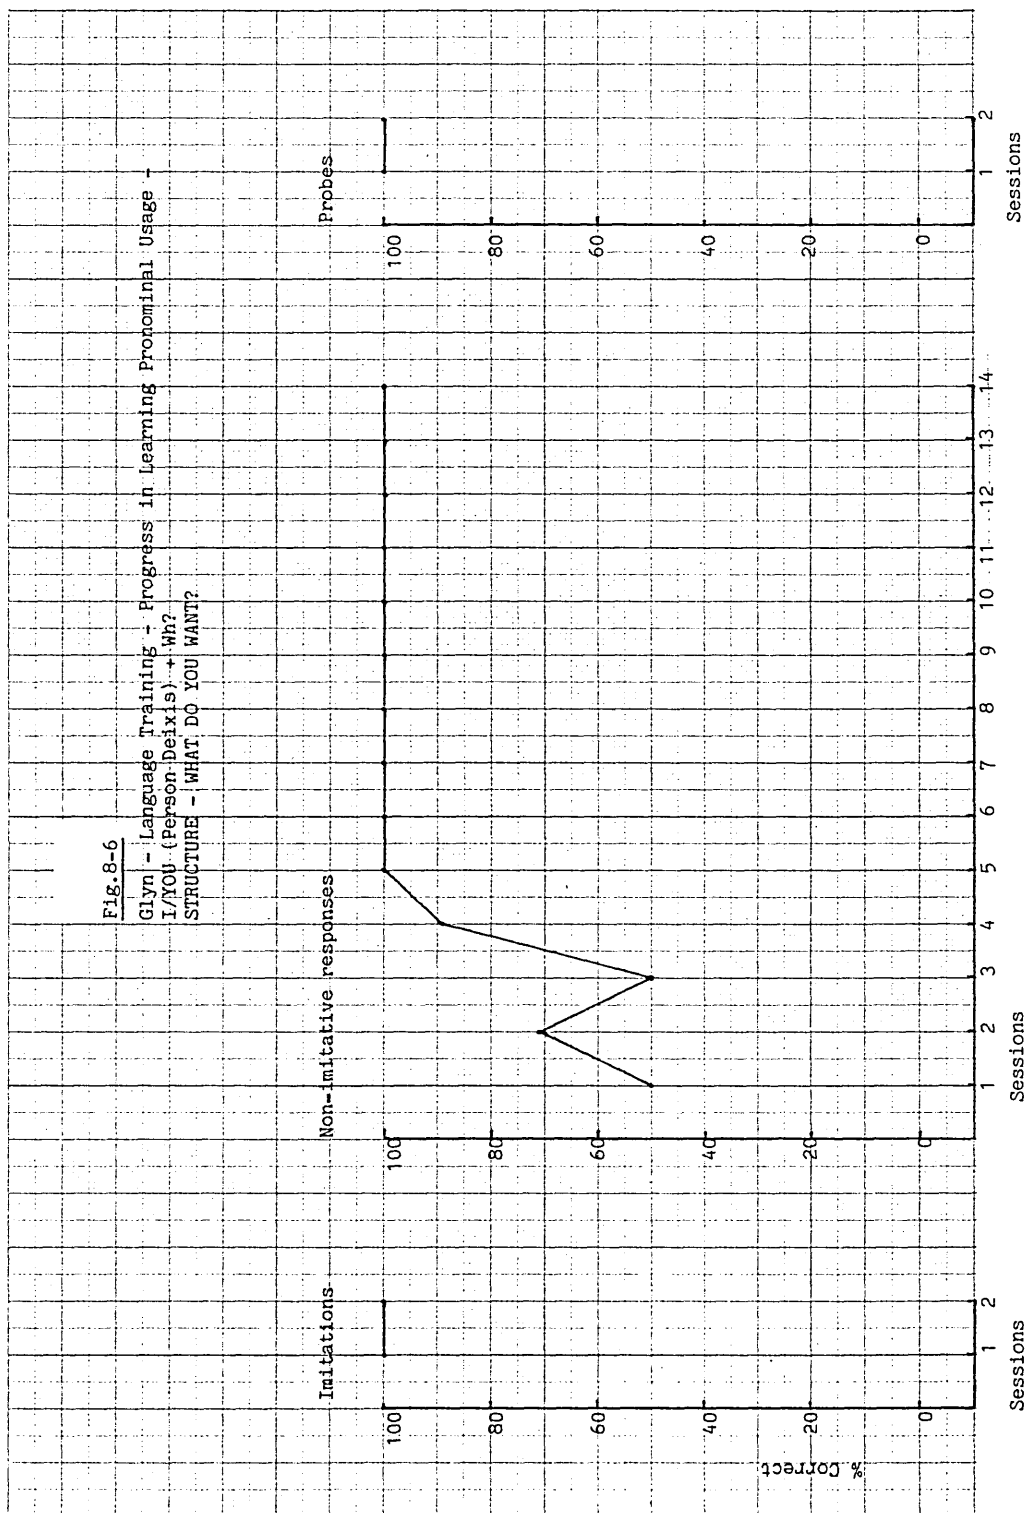 Fig.8-6
Glyn - Language Training - Progress in Learning Pronominal Usage -
I/YOU (Person Deixis) + Wh?
STRUCTURE - WHAT DO YOU WANT?
Imitations
Non-imitative responses
Probes
% Correct
100
80
60
40
20
0
1 2
Sessions
100
80
60
40
20
0
1 2 3 4 5 6 7 8 9 10 11 12 13 14
Sessions
100
80
60
40
20
0
1 2
Sessions